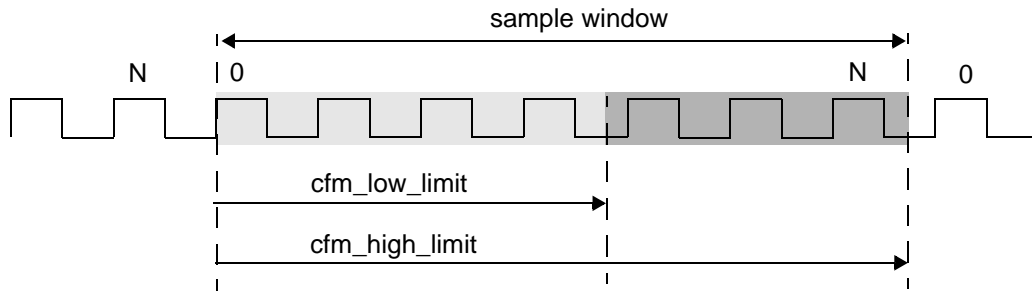 sample window
N 0 N 0
cfm_low_limit
cfm_high_limit